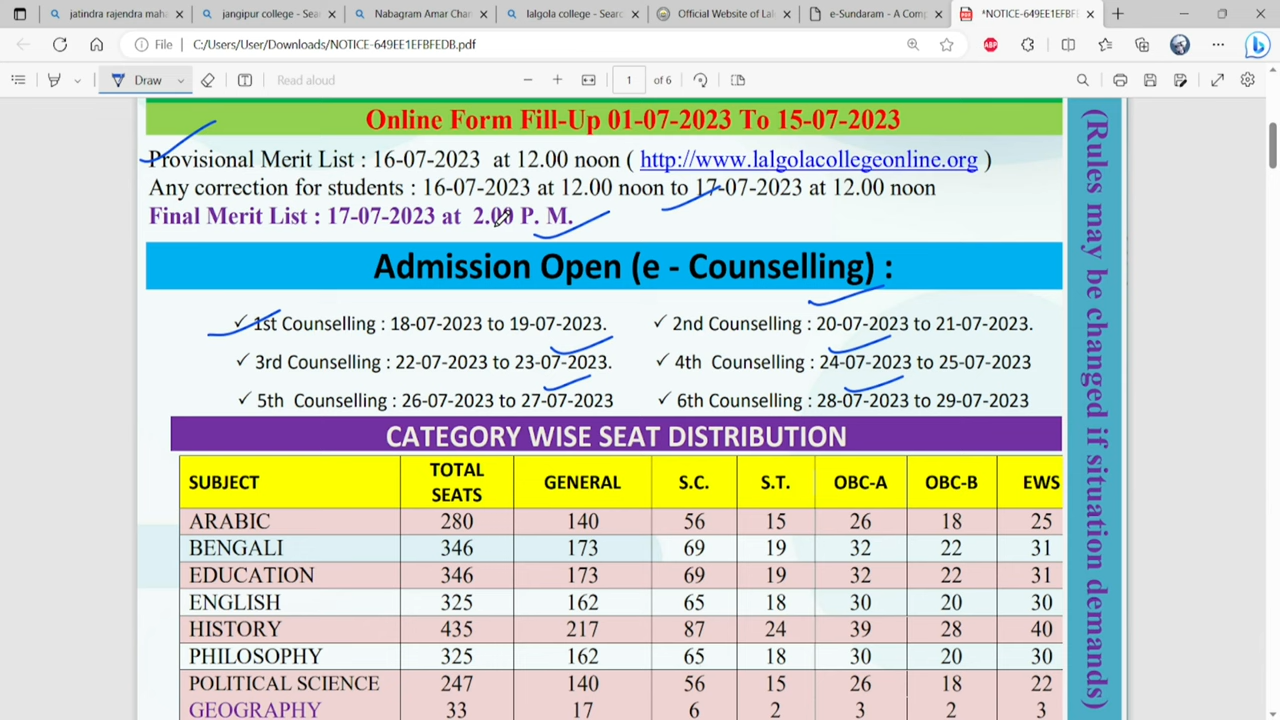 jatindra rajendra maha
jangipur college - Sea
Nabagram Amar Chan
lalgola college - Searc
Official Website of Lal
e-Sundaram - A Comp
*NOTICE-649EE1EFBFE
File
C:/Users/User/Downloads/NOTICE-649EE1EFBFEDB.pdf
ABP
Draw
Read aloud
1 of 6
Online Form Fill-Up 01-07-2023 To 15-07-2023
Provisional Merit List : 16-07-2023 at 12.00 noon ( http://www.lalgolacollegeonline.org )
Any correction for students : 16-07-2023 at 12.00 noon to 17-07-2023 at 12.00 noon
Final Merit List : 17-07-2023 at 2.00 P. M.
Admission Open (e - Counselling) :
✓ 1st Counselling : 18-07-2023 to 19-07-2023. ✓ 2nd Counselling : 20-07-2023 to 21-07-2023.
✓ 3rd Counselling : 22-07-2023 to 23-07-2023. ✓ 4th Counselling : 24-07-2023 to 25-07-2023
✓ 5th Counselling : 26-07-2023 to 27-07-2023 ✓ 6th Counselling : 28-07-2023 to 29-07-2023
CATEGORY WISE SEAT DISTRIBUTION
SUBJECT TOTAL SEATS GENERAL S.C. S.T. OBC-A OBC-B EWS
ARABIC 280 140 56 15 26 18 25
BENGALI 346 173 69 19 32 22 31
EDUCATION 346 173 69 19 32 22 31
ENGLISH 325 162 65 18 30 20 30
HISTORY 435 217 87 24 39 28 40
PHILOSOPHY 325 162 65 18 30 20 30
POLITICAL SCIENCE 247 140 56 15 26 18 22
GEOGRAPHY 33 17 6 2 3 2 3
(Rules may be changed if situation demands)